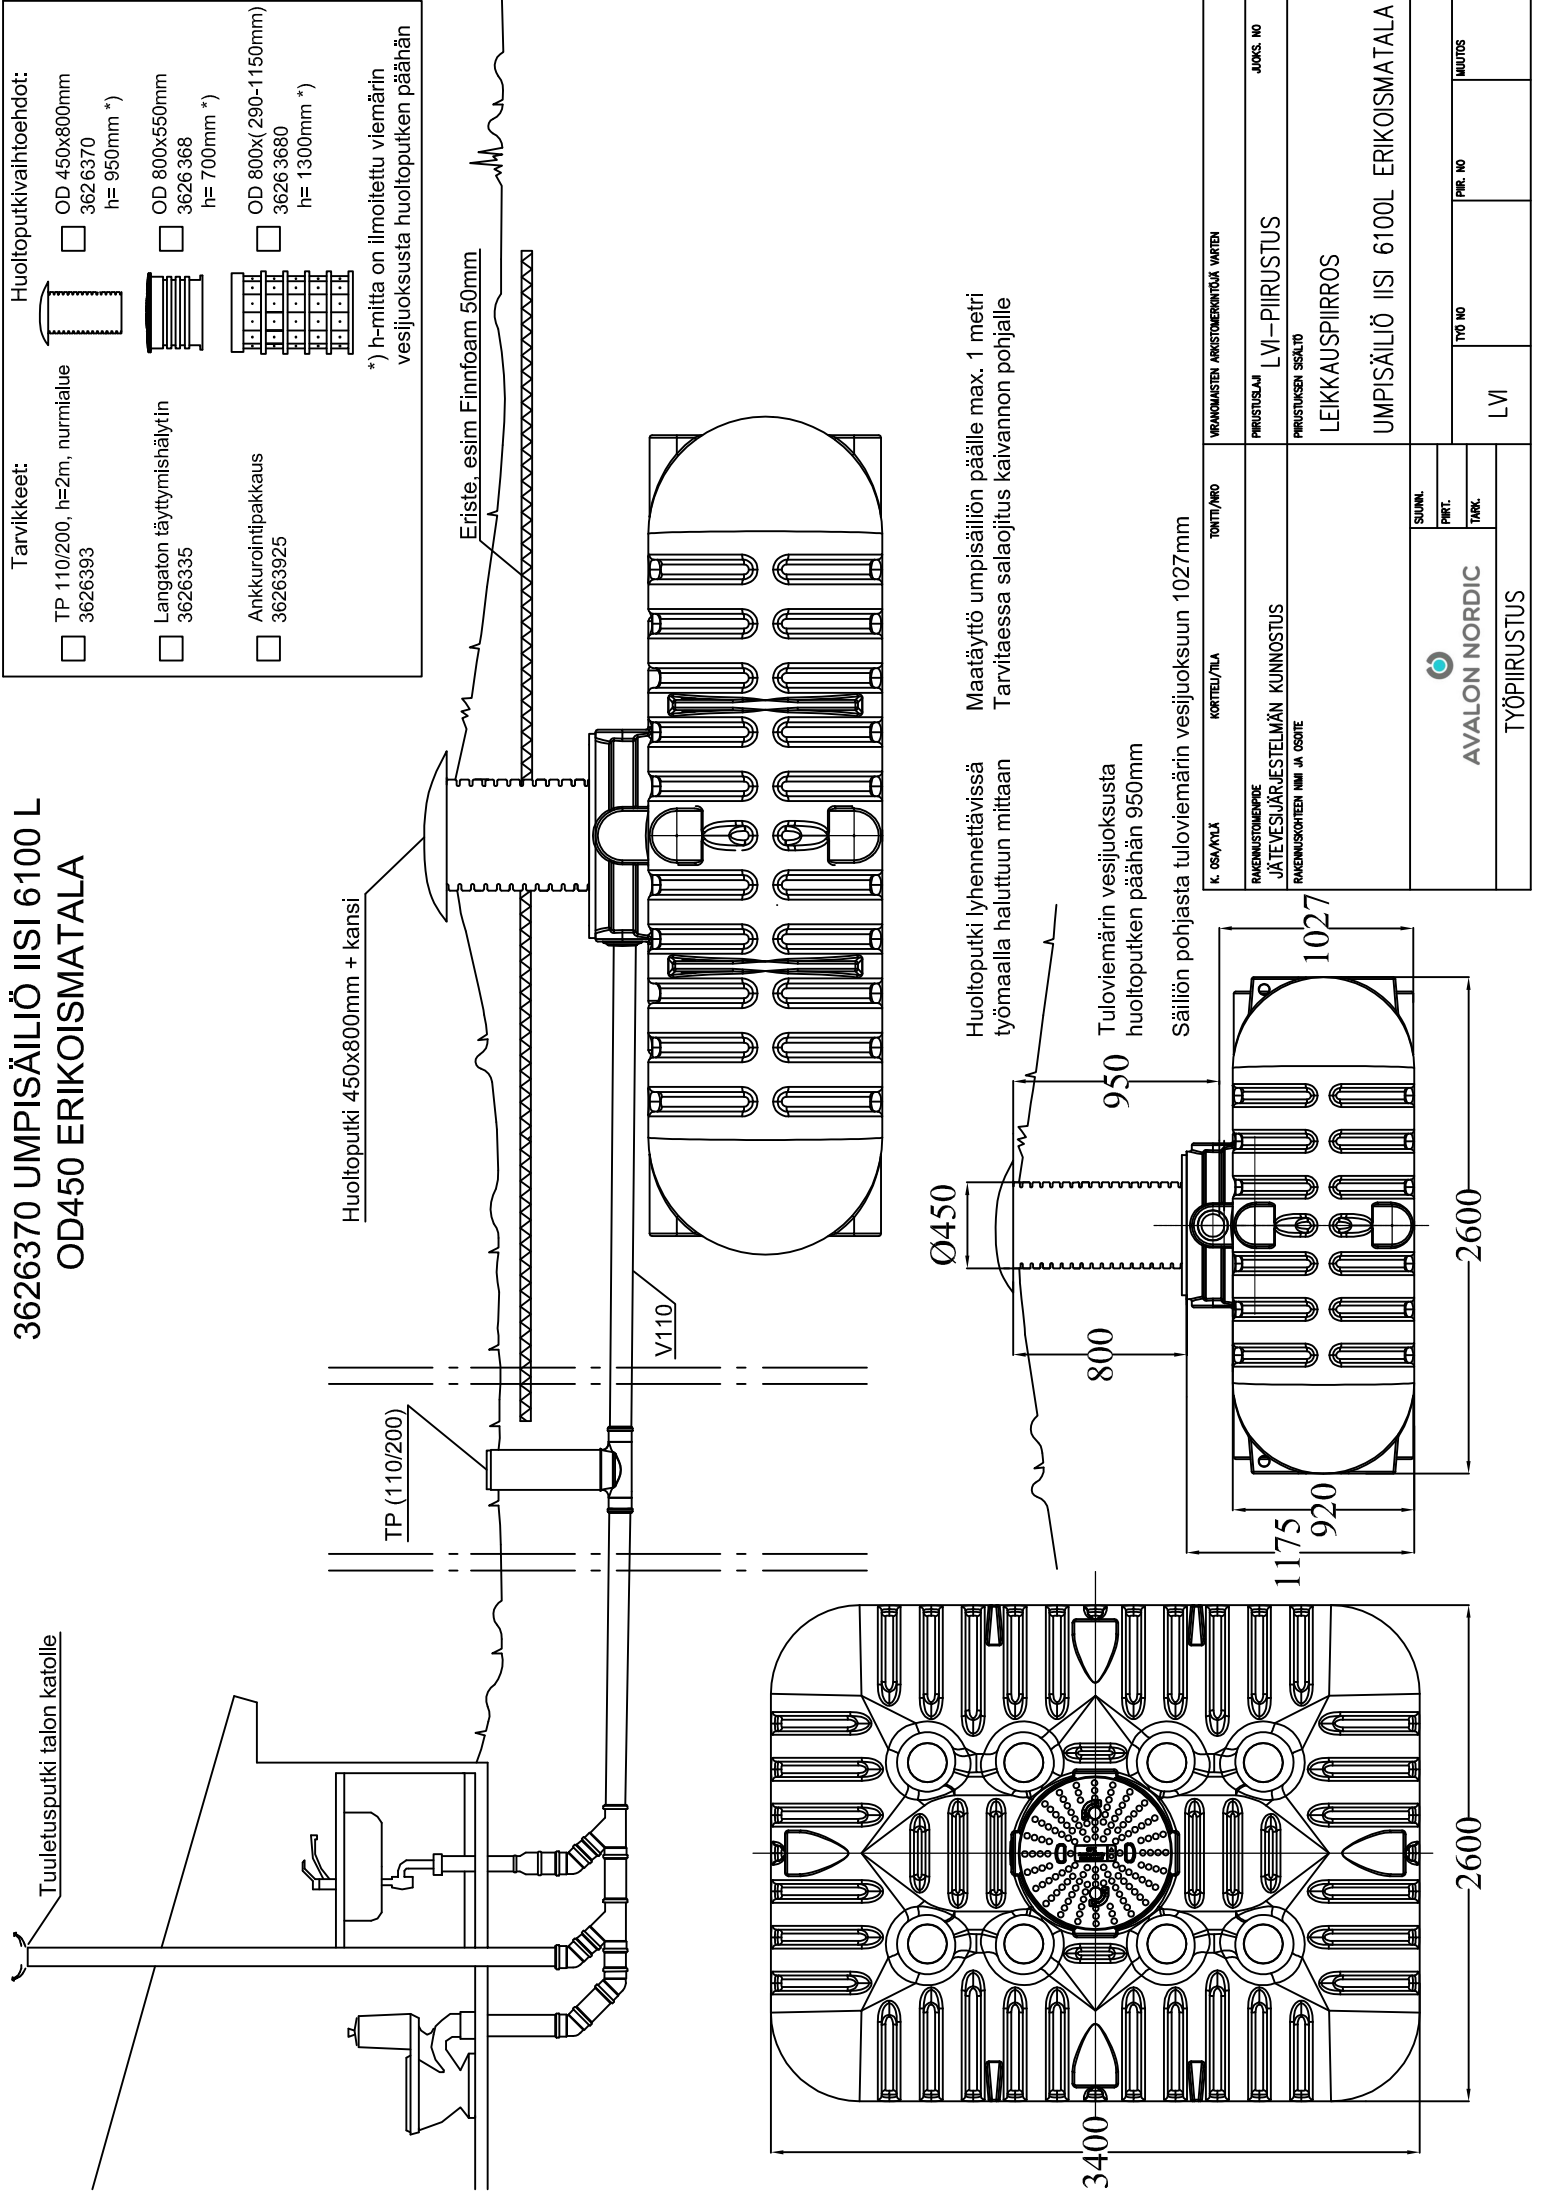 3626370 UMPISÄILIÖ IISI 6100 L
OD450 ERIKOISMATALA
Tarvikkeet:
TP 110/200, h=2m, nurmialue
3626393
Langaton täyttymishälytin
3626335
Ankkurointipakkaus
36263925
Huoltoputkivaihtoehdot:
OD 450x800mm
3626370
h= 950mm *)
OD 800x550mm
3626368
h= 700mm *)
OD 800x( 290-1150mm)
36263680
h= 1300mm *)
*) h-mitta on ilmoitettu viemärin
vesijuoksusta huoltoputken päähän
Tuuletusputki talon katolle
TP (110/200)
V110
Huoltoputki 450x800mm + kansi
Eriste, esim Finnfoam 50mm
Huoltoputki lyhennettävissä
työmaalla haluttuun mittaan
Maatäyttö umpisäiliön päälle max. 1 metri
Tarvitaessa salaojitus kaivannon pohjalle
Tuloviemärin vesijuoksusta
huoltoputken päähän 950mm
Säiliön pohjasta tuloviemärin vesijuoksuun 1027mm
3400
2600
Ø450
800
950
1175
920
2600
1027
K. OSA/KYLÄ
KORTTELI/TILA
TONTTI/NRO
VIRANOMAISTEN ARKISTOMERKINTÖJÄ VARTEN
RAKENNUSTOIMENPIDE
JÄTEVESIJÄRJESTELMÄN KUNNOSTUS
PIIRUSTUSLAJI
LVI-PIIRUSTUS
JUOKS. NO
RAKENNUSKOHTEEN NIMI JA OSOITE
PIIRUSTUKSEN SISÄLTÖ
LEIKKAUSPIIRROS
UMPISÄILIÖ IISI 6100L ERIKOISMATALA
AVALON NORDIC
SUUNN.
PIIRT.
TARK.
TYÖPIIRUSTUS
LVI
TYÖ NO
PIIR. NO
MUUTOS